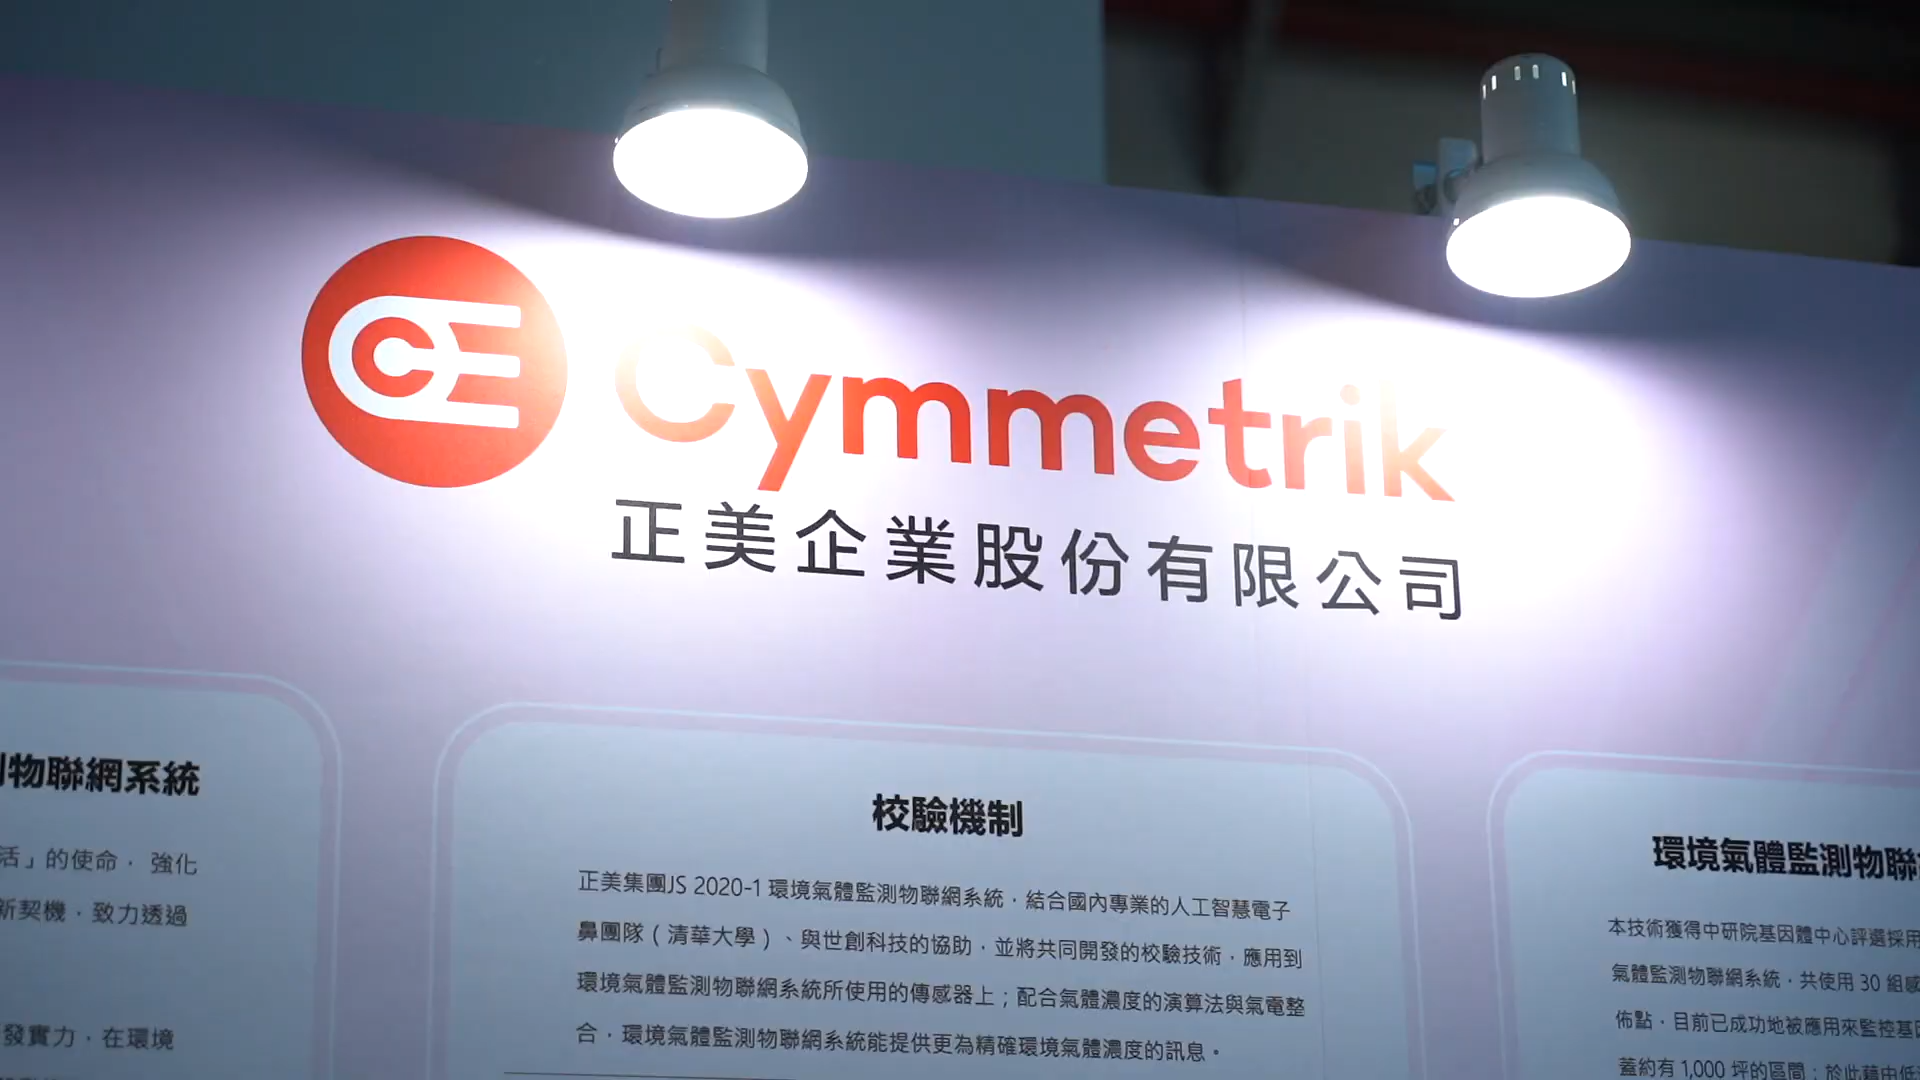 CE
Cymmetrik
正美企業股份有限公司
物聯網系統
活」的使命，強化
新契機，致力透過
發實力，在環境
校驗機制
正美集團JS 2020-1 環境氣體監測物聯網系統，結合國內專業的人工智慧電子
鼻團隊（清華大學）、與世創科技的協助，並將共同開發的校驗技術，應用到
環境氣體監測物聯網系統所使用的傳感器上；配合氣體濃度的演算法與氣電整
合，環境氣體監測物聯網系統能提供更為精確環境氣體濃度的訊息。
環境氣體監測物聯
本技術獲得中研院基因體中心評選採用
氣體監測物聯網系統，共使用 30 組感
佈點，目前已成功地被應用來監控基因
蓋約有 1,000 坪的區間；於此藉由低